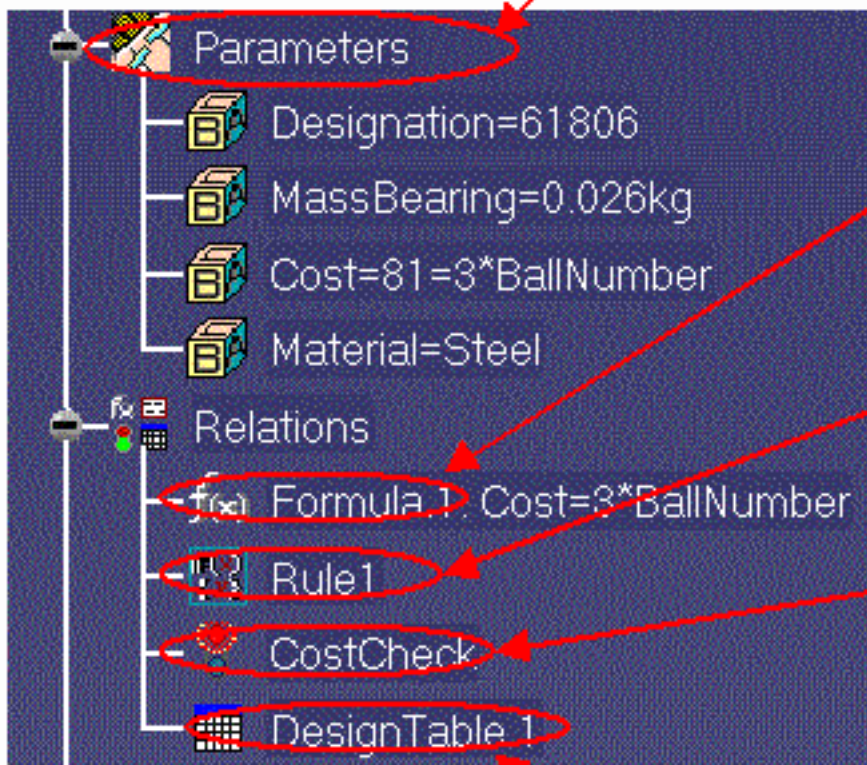 Parameters
Designation=61806
MassBearing=0.026kg
Cost=81=3*BallNumber
Material=Steel
Relations
Formula.1: Cost=3*BallNumber
Rule1
CostCheck
DesignTable.1